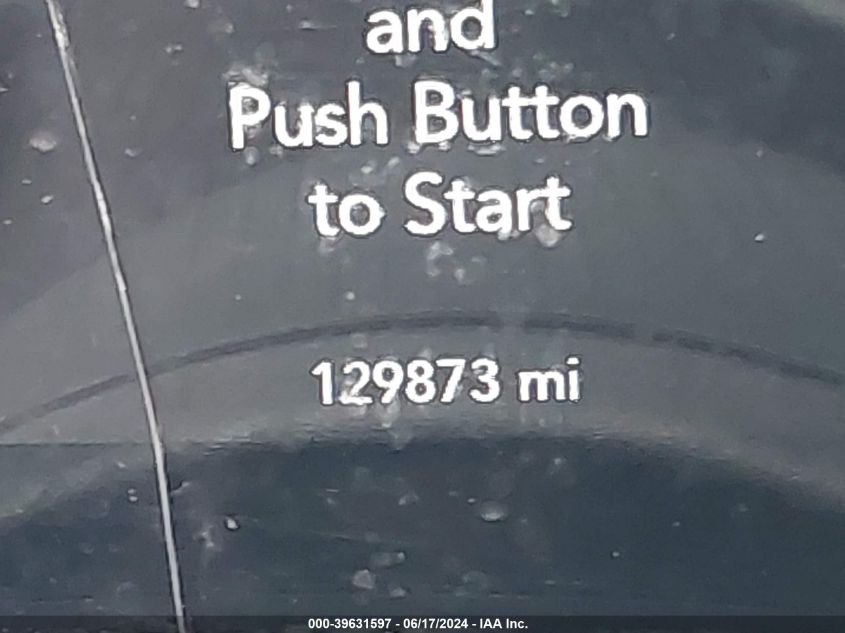 and
Push Button
to Start
129873 mi
000-39631597 - 06/17/2024 - IAA Inc.